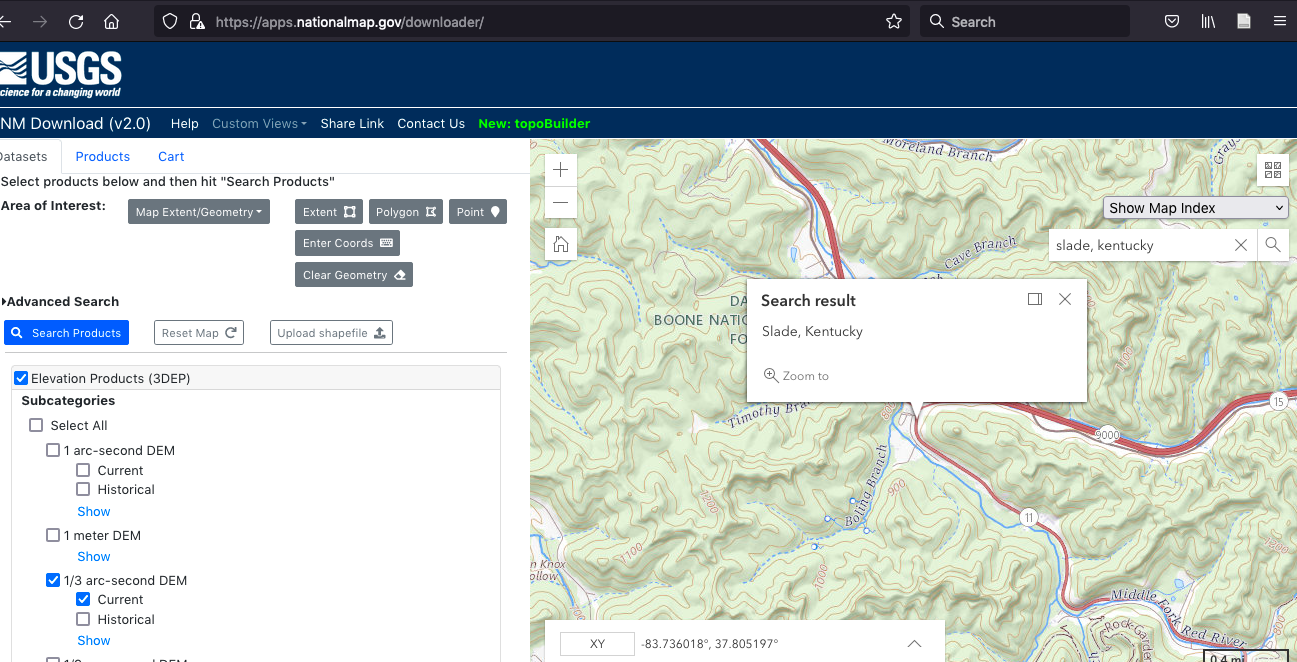 https://apps.nationalmap.gov/downloader/
Search
USGS
science for a changing world
NM Download (v2.0) Help Custom Views Share Link Contact Us New: topoBuilder
Datasets Products Cart
Select products below and then hit "Search Products"
Area of Interest: Map Extent/Geometry Extent Polygon Point
Enter Coords
Clear Geometry
Advanced Search
Search Products Reset Map Upload shapefile
Elevation Products (3DEP)
Subcategories
Select All
1 arc-second DEM
Current
Historical
Show
1 meter DEM
Show
1/3 arc-second DEM
Current
Historical
Show
Moreland Branch
Show Map Index
slade, kentucky
Cave Branch
DA
BOONE NATIO
FO
Search result
Slade, Kentucky
Zoom to
1100
15
800
Timothy Bra
9000
Boling Branch
900
1200
11
1100
1000
1200
n Knox
ollow
Middle Fork Red River
Rock-Garde
XY -83.736018°, 37.805197°
0.4 mi